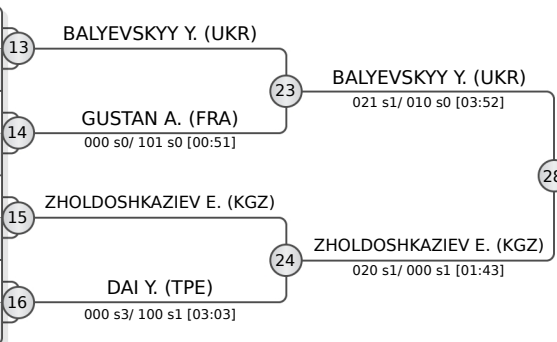 13
BALYEVSKYY Y. (UKR)
23
BALYEVSKYY Y. (UKR)
021 s1/ 010 s0 [03:52]
14
GUSTAN A. (FRA)
000 s0/ 101 s0 [00:51]
28
15
ZHOLDOSHKAZIEV E. (KGZ)
24
ZHOLDOSHKAZIEV E. (KGZ)
020 s1/ 000 s1 [01:43]
16
DAI Y. (TPE)
000 s3/ 100 s1 [03:03]